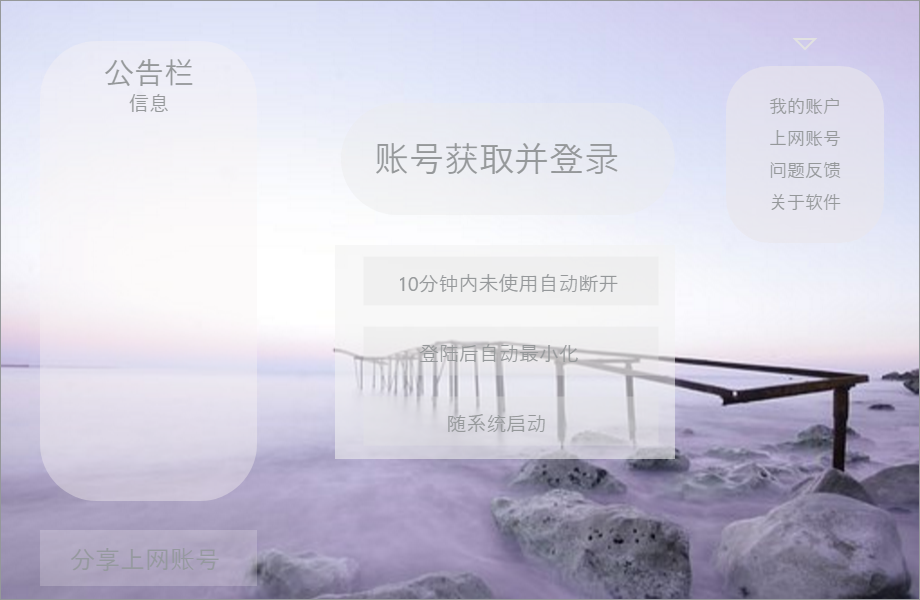 公告栏
信息
账号获取并登录
我的账户
上网账号
问题反馈
关于软件
10分钟内未使用自动断开
登陆后自动最小化
随系统启动
分享上网账号